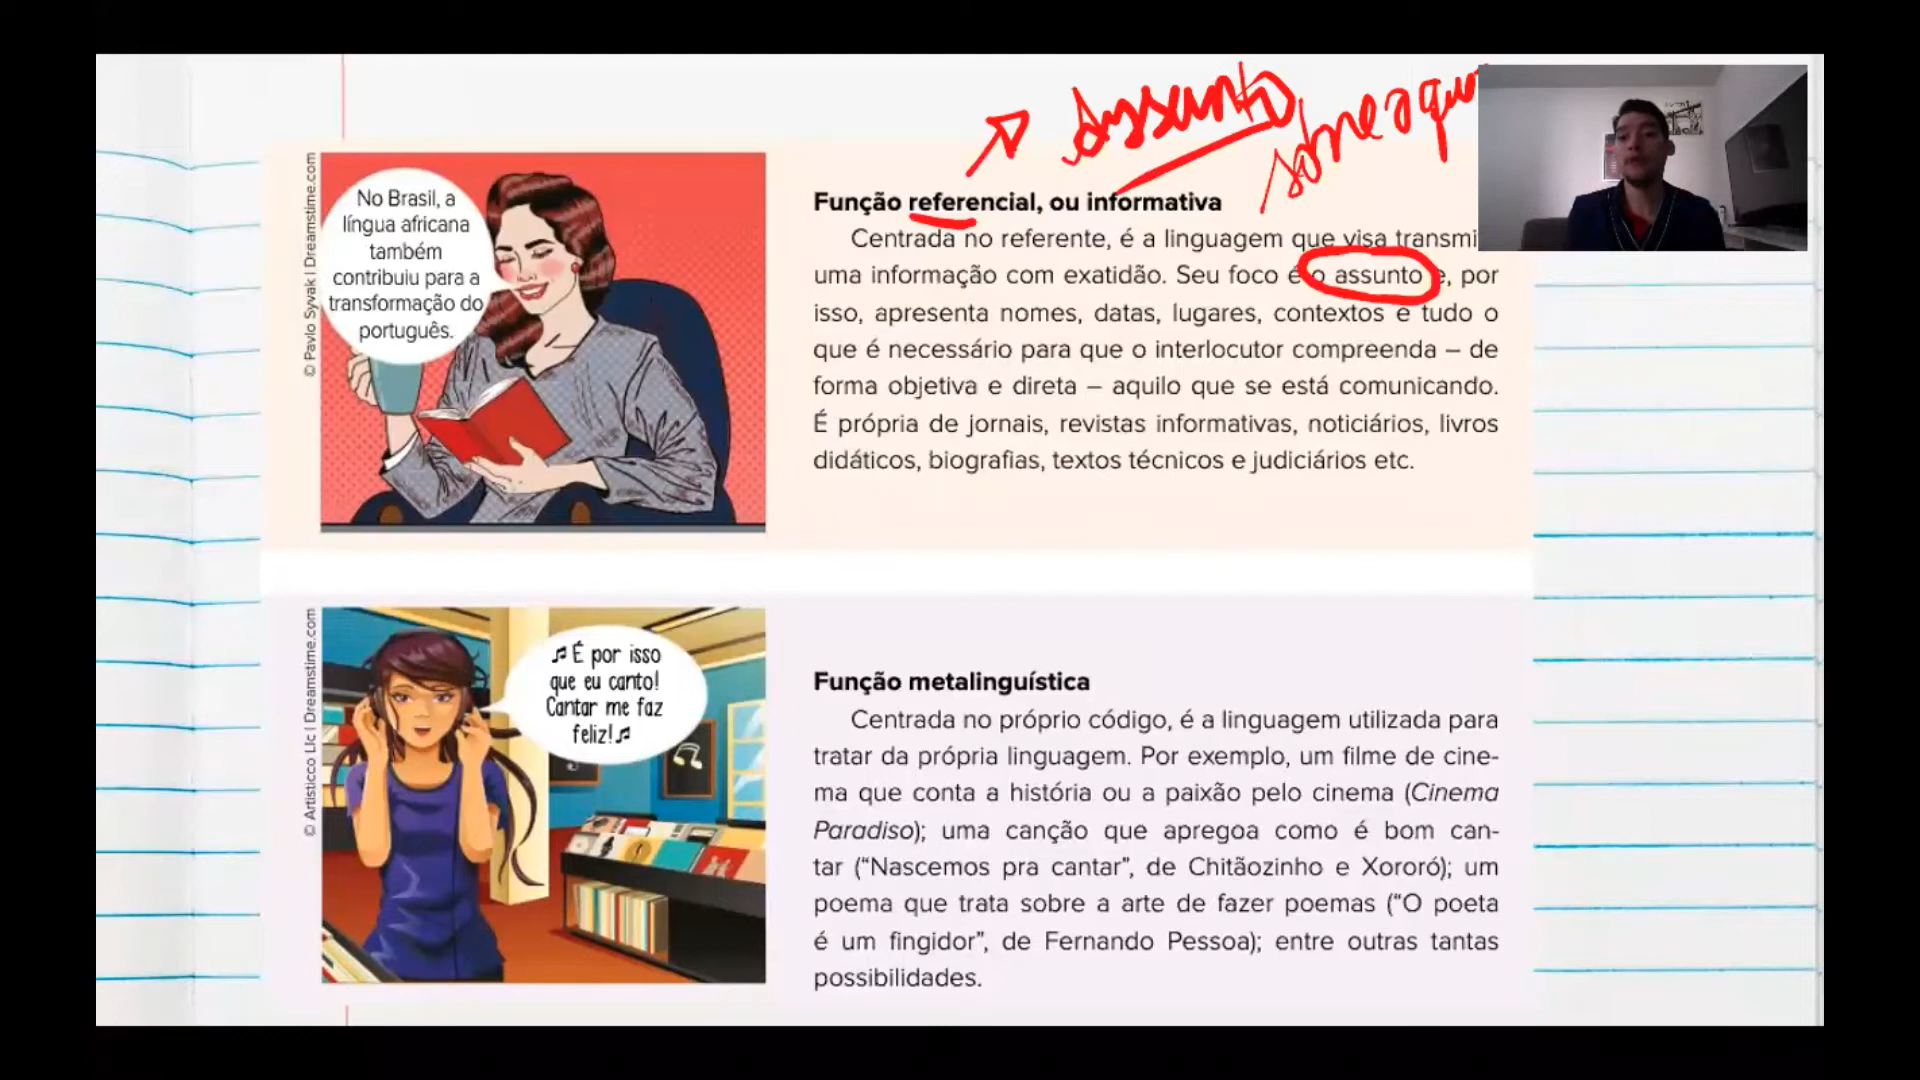 Assunto
sobre a
© Pavlo Syvak | Dreamstime.com
No Brasil, a
língua africana
também
contribuiu para a
transformação do
português.
Função referencial, ou informativa
Centrada no referente, é a linguagem que visa transmi
uma informação com exatidão. Seu foco é o assunto e, por
isso, apresenta nomes, datas, lugares, contextos e tudo o
que é necessário para que o interlocutor compreenda – de
forma objetiva e direta – aquilo que se está comunicando.
É própria de jornais, revistas informativas, noticiários, livros
didáticos, biografias, textos técnicos e judiciários etc.
© Artisticco Llc | Dreamstime.com
♫ É por isso
que eu canto!
Cantar me faz
feliz!♫
Função metalinguística
Centrada no próprio código, é a linguagem utilizada para
tratar da própria linguagem. Por exemplo, um filme de cine-
ma que conta a história ou a paixão pelo cinema (Cinema
Paradiso); uma canção que apregoa como é bom can-
tar (“Nascemos pra cantar”, de Chitãozinho e Xororó); um
poema que trata sobre a arte de fazer poemas (“O poeta
é um fingidor”, de Fernando Pessoa); entre outras tantas
possibilidades.